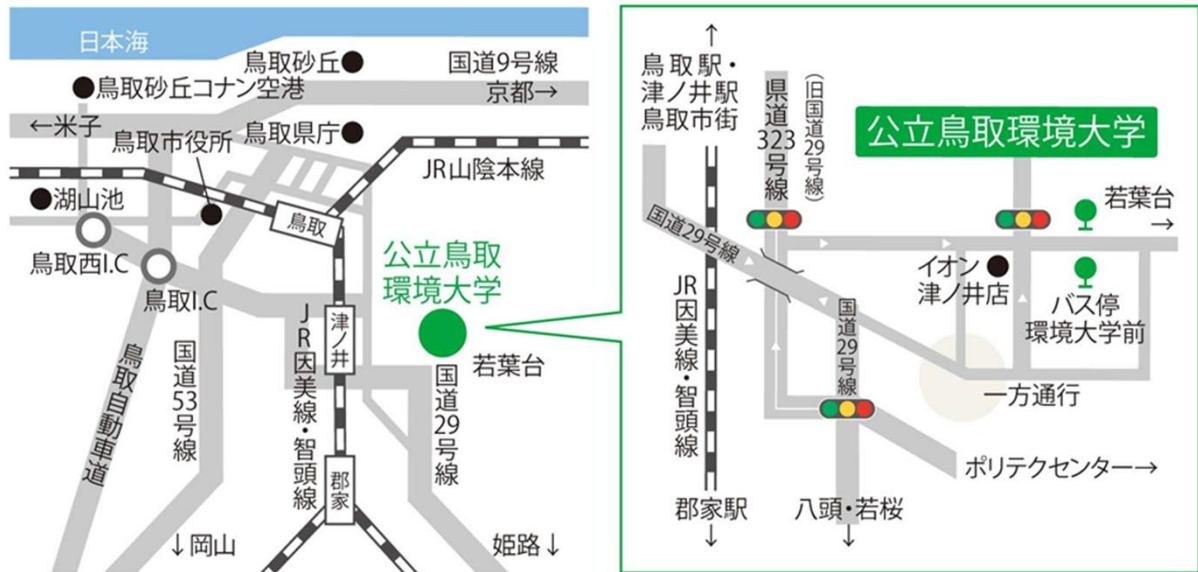 日本海
鳥取砂丘
国道9号線
京都→
鳥取砂丘コナン空港
←米子
鳥取市役所
鳥取県庁
JR山陰本線
湖山池
鳥取
鳥取西I.C
鳥取I.C
公立鳥取
環境大学
津ノ井
若葉台
JR因美線・智頭線
国道29号線
国道53号線
鳥取自動車道
郡家
↓岡山
姫路↓
↑
鳥取駅・
津ノ井駅
鳥取市街
県道323号線
(旧国道29号線)
公立鳥取環境大学
若葉台
→
国道29号線
イオン
津ノ井店
バス停
環境大学前
JR因美線・智頭線
国道29号線
一方通行
ポリテクセンター→
郡家駅
↓
八頭・若桜
↓